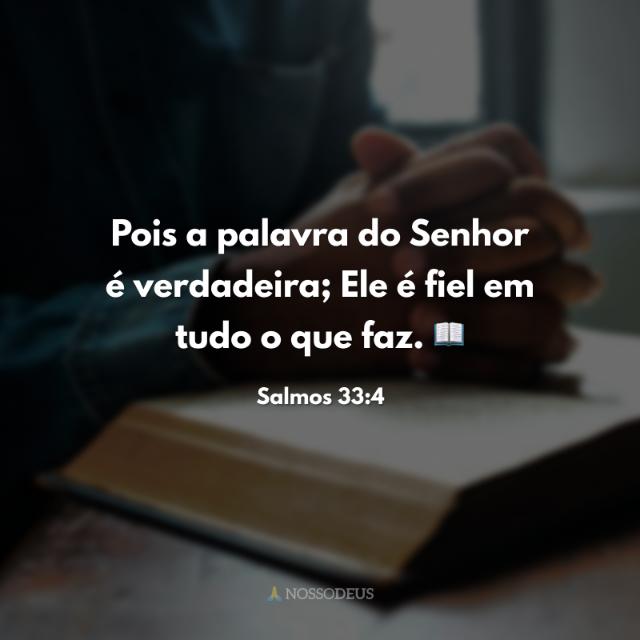 Pois a palavra do Senhor
é verdadeira; Ele é fiel em
tudo o que faz. 📖
Salmos 33:4
🙏 NOSSODEUS